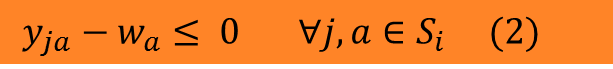 y_{ja} − w_a ≤ 0 ∀j, a ∈ S_i (2)